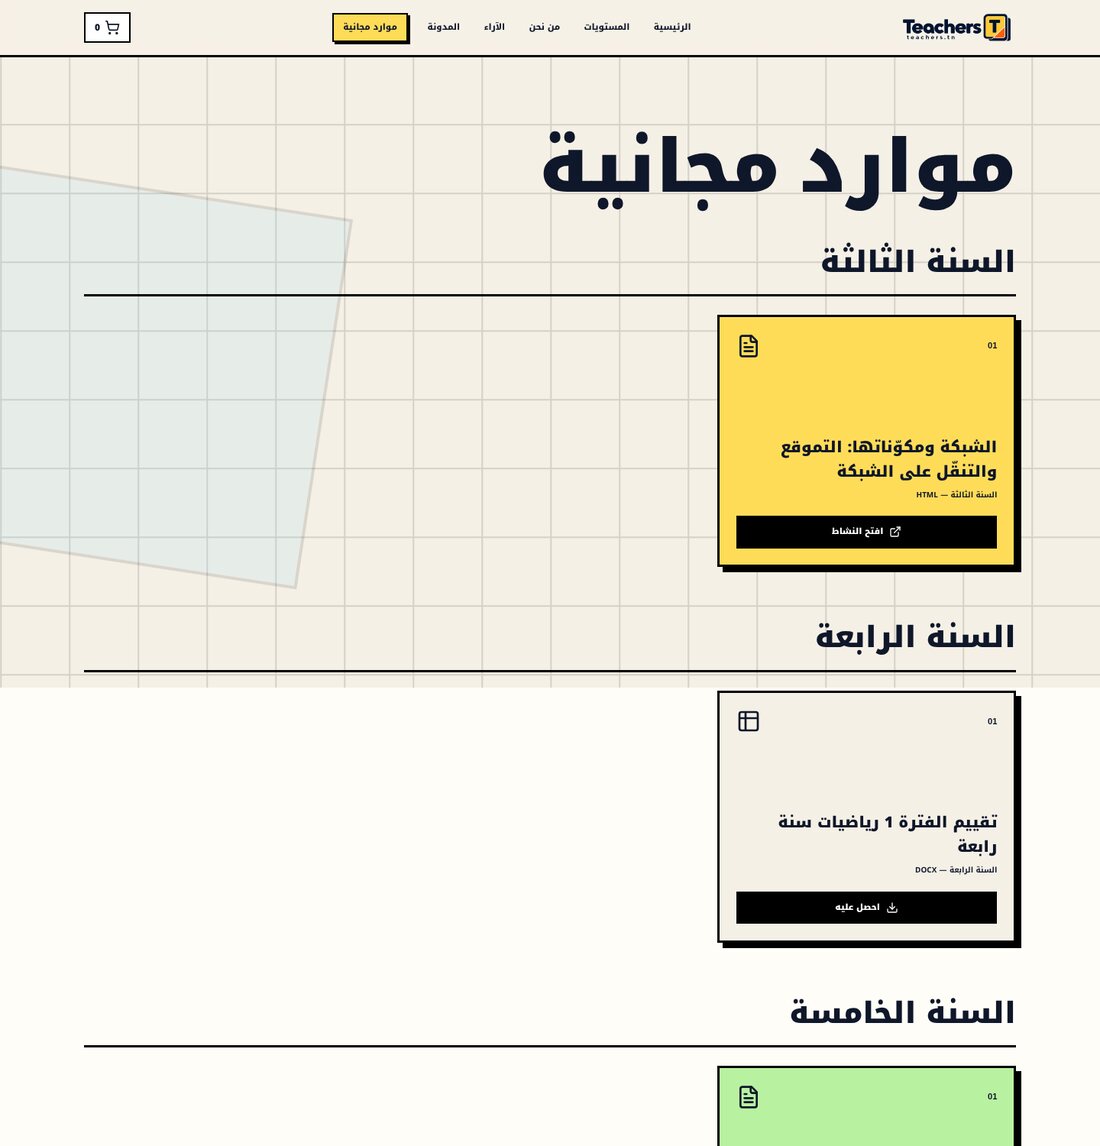 Teachers T
teachers.tn
الرئيسية
المستويات
من نحن
الآراء
المدونة
موارد مجانية
0
موارد مجانية
السنة الثالثة
01
الشبكة ومكوّناتها: التموقع
والتنقّل على الشبكة
السنة الثالثة — HTML
افتح النشاط
السنة الرابعة
01
تقييم الفترة 1 رياضيات سنة
رابعة
السنة الرابعة — DOCX
احصل عليه
السنة الخامسة
01